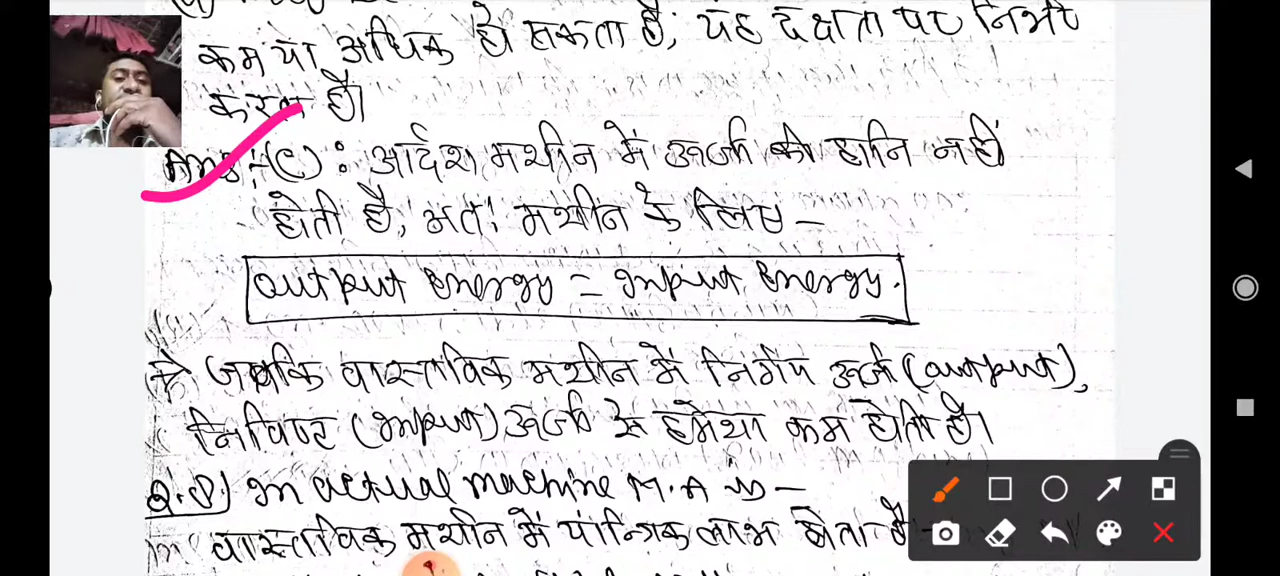 कम या अधिक हो सकता है, यह दक्षता पर निर्भर
करता है।
Ans:-(C): आदर्श मशीन में ऊर्जा की हानि नहीं
होती है, अतः मशीन के लिए –
Output Energy = Input Energy.
→ जबकि वास्तविक मशीन में निर्गत ऊर्जा (output),
निविष्ट (Input) ऊर्जा से हमेशा कम होती है।
In actual machine M.A is –
वास्तविक मशीन में यान्त्रिक लाभ होता है